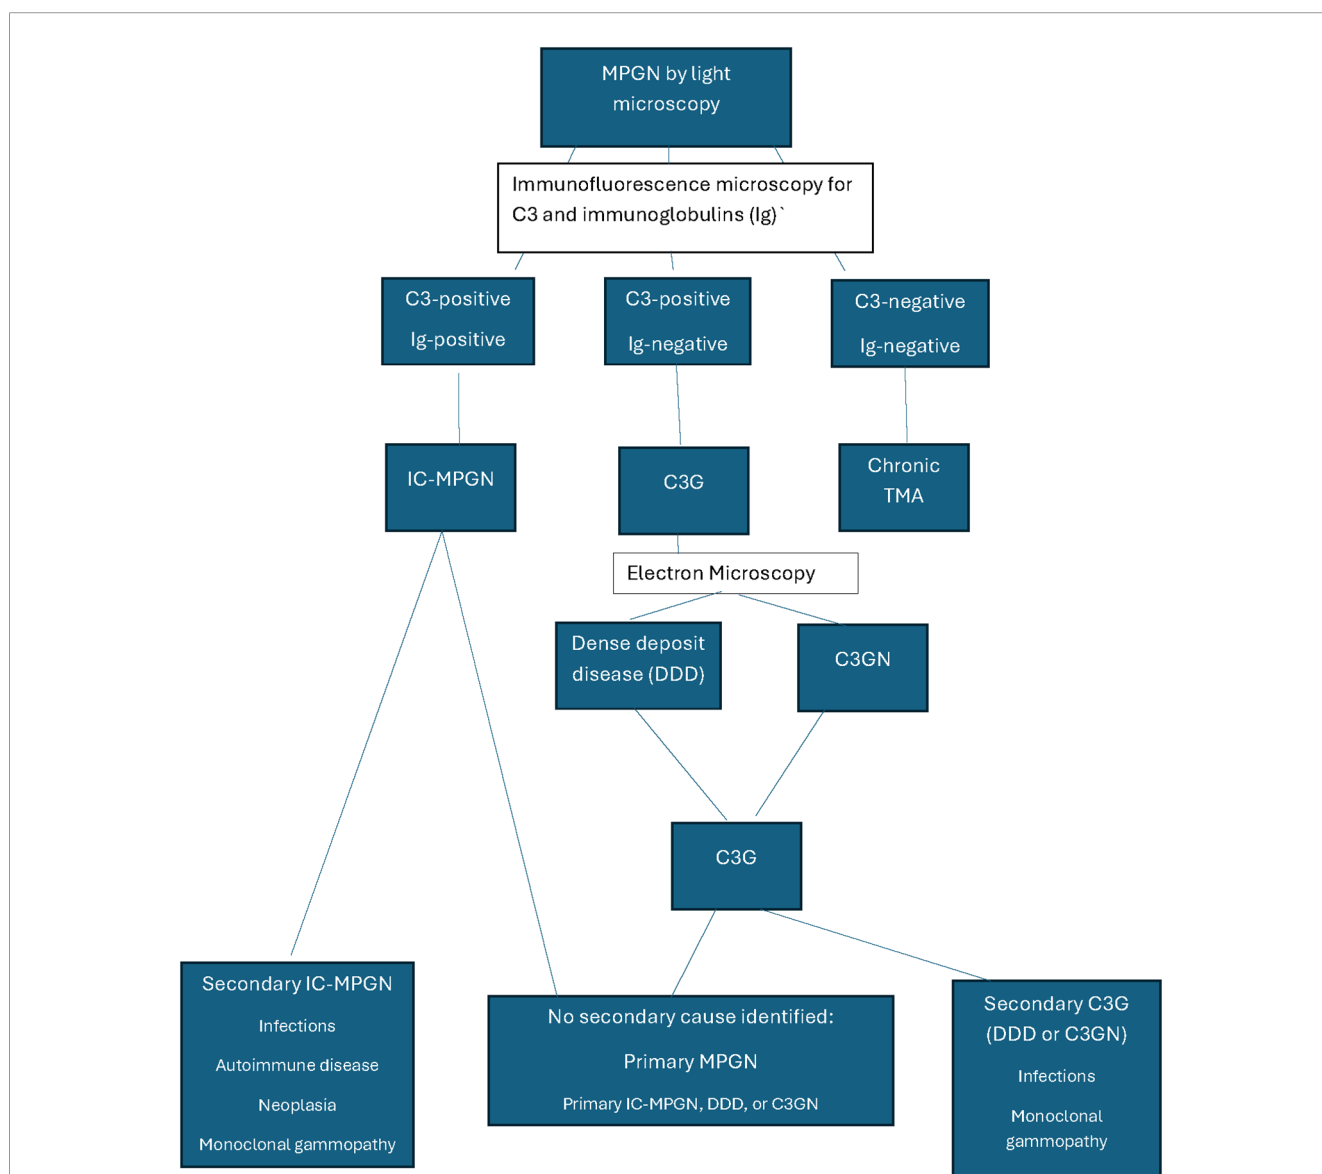 MPGN by light
microscopy
Immunofluorescence microscopy for
C3 and immunoglobulins (Ig)`
C3-positive
Ig-positive
C3-positive
Ig-negative
C3-negative
Ig-negative
IC-MPGN
C3G
Chronic
TMA
Electron Microscopy
Dense deposit
disease (DDD)
C3GN
C3G
Secondary IC-MPGN
Infections
Autoimmune disease
Neoplasia
Monoclonal gammopathy
No secondary cause identified:
Primary MPGN
Primary IC-MPGN, DDD, or C3GN
Secondary C3G
(DDD or C3GN)
Infections
Monoclonal
gammopathy